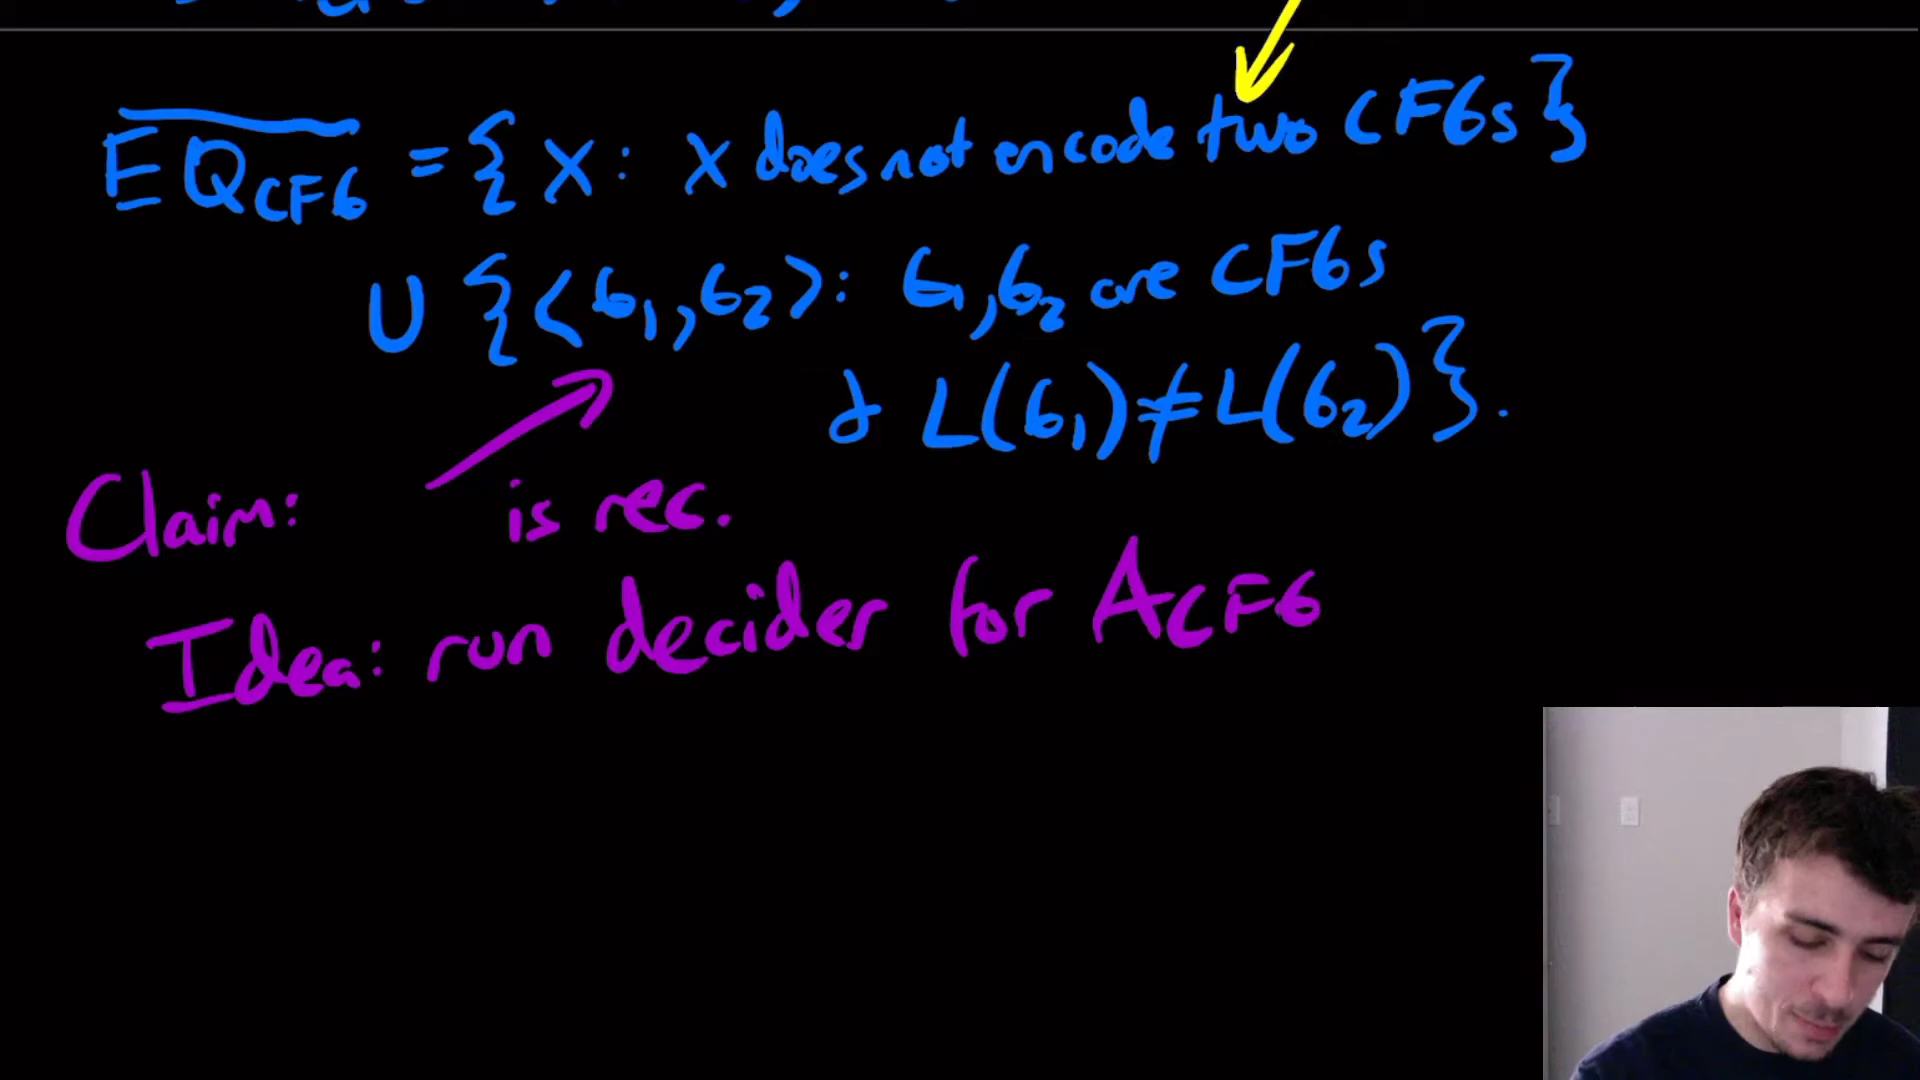 EQ_CFG = { X : X does not encode two CFGs }
∪ { ⟨G₁, G₂⟩ : G₁, G₂ are CFGs
& L(G₁) ≠ L(G₂) }.
Claim: is rec.
Idea: run decider for A_CFG